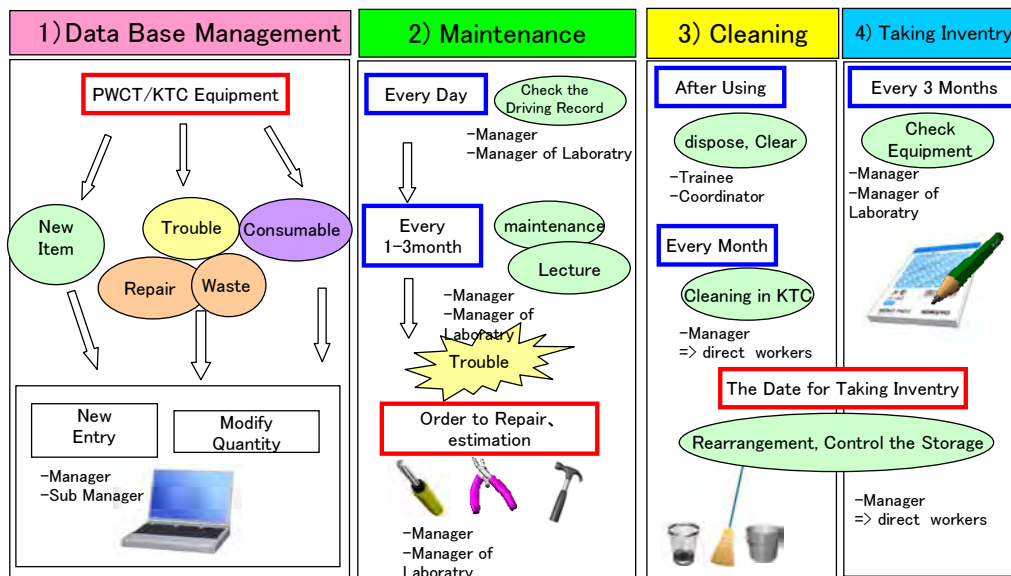 1) Data Base Management
PWCT/KTC Equipment
New
Item
Trouble
Consumable
Repair
Waste
New
Entry
Modify
Quantity
-Manager
-Sub Manager
2) Maintenance
Every Day
Check the
Driving Record
-Manager
-Manager of Laboratry
Every
1-3month
maintenance
Lecture
-Manager
-Manager of
Laboratry
Trouble
Order to Repair、
estimation
-Manager
-Manager of
Laboratry
3) Cleaning
After Using
dispose, Clear
-Trainee
-Coordinator
Every Month
Cleaning in KTC
-Manager
=> direct workers
4) Taking Inventry
Every 3 Months
Check
Equipment
-Manager
-Manager of
Laboratry
The Date for Taking Inventry
Rearrangement, Control the Storage
-Manager
=> direct workers